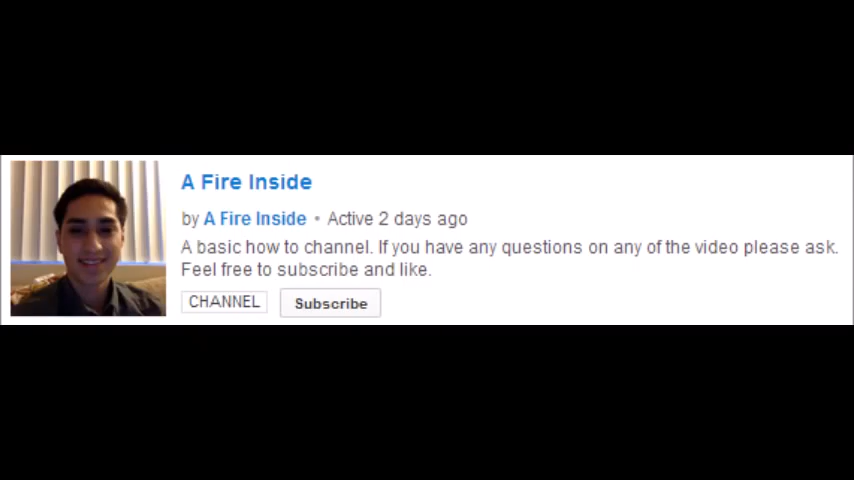 A Fire Inside
by A Fire Inside • Active 2 days ago
A basic how to channel. If you have any questions on any of the video please ask.
Feel free to subscribe and like.
CHANNEL Subscribe